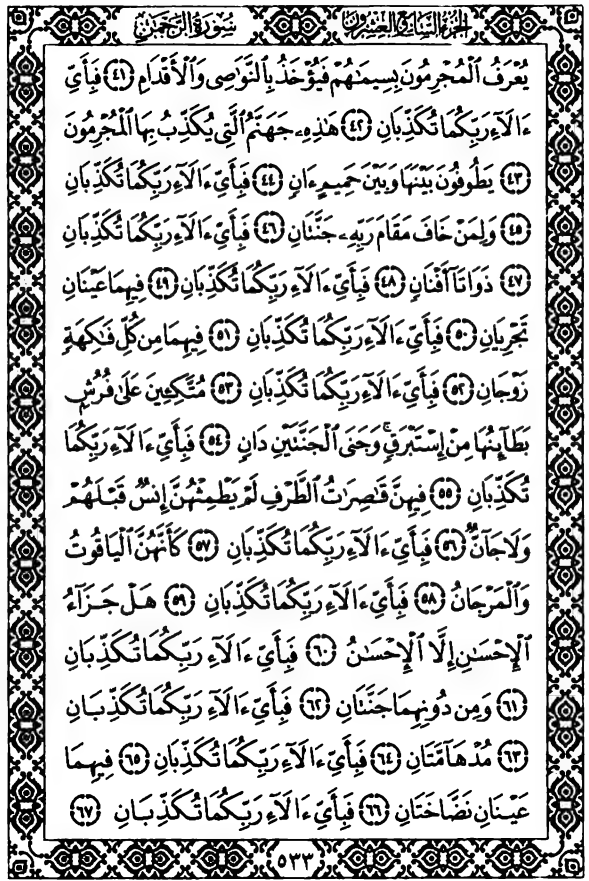 الجزء السابع والعشرون سورة الرحمن
يُعْرَفُ ٱلْمُجْرِمُونَ بِسِيمَٰهُمْ فَيُؤْخَذُ بِٱلنَّوَٰصِى وَٱلْأَقْدَامِ ٤١ فَبِأَىِّ
ءَالَآءِ رَبِّكُمَا تُكَذِّبَانِ ٤٢ هَٰذِهِۦ جَهَنَّمُ ٱلَّتِى يُكَذِّبُ بِهَا ٱلْمُجْرِمُونَ
٤٣ يَطُوفُونَ بَيْنَهَا وَبَيْنَ حَمِيمٍ ءَانٍ ٤٤ فَبِأَىِّ ءَالَآءِ رَبِّكُمَا تُكَذِّبَانِ
٤٥ وَلِمَنْ خَافَ مَقَامَ رَبِّهِۦ جَنَّتَانِ ٤٦ فَبِأَىِّ ءَالَآءِ رَبِّكُمَا تُكَذِّبَانِ
٤٧ ذَوَاتَآ أَفْنَانٍ ٤٨ فَبِأَىِّ ءَالَآءِ رَبِّكُمَا تُكَذِّبَانِ ٤٩ فِيهِمَا عَيْنَانِ
تَجْرِيَانِ ٥٠ فَبِأَىِّ ءَالَآءِ رَبِّكُمَا تُكَذِّبَانِ ٥١ فِيهِمَا مِن كُلِّ فَٰكِهَةٍ
زَوْجَانِ ٥٢ فَبِأَىِّ ءَالَآءِ رَبِّكُمَا تُكَذِّبَانِ ٥٣ مُتَّكِـِٔينَ عَلَىٰ فُرُشٍۭ
بَطَآئِنُهَا مِنْ إِسْتَبْرَقٍ ۚ وَجَنَى ٱلْجَنَّتَيْنِ دَانٍ ٥٤ فَبِأَىِّ ءَالَآءِ رَبِّكُمَا
تُكَذِّبَانِ ٥٥ فِيهِنَّ قَٰصِرَٰتُ ٱلطَّرْفِ لَمْ يَطْمِثْهُنَّ إِنسٌ قَبْلَهُمْ
وَلَا جَآنٌّ ٥٦ فَبِأَىِّ ءَالَآءِ رَبِّكُمَا تُكَذِّبَانِ ٥٧ كَأَنَّهُنَّ ٱلْيَاقُوتُ
وَٱلْمَرْجَانُ ٥٨ فَبِأَىِّ ءَالَآءِ رَبِّكُمَا تُكَذِّبَانِ ٥٩ هَلْ جَزَآءُ
ٱلْإِحْسَٰنِ إِلَّا ٱلْإِحْسَٰنُ ٦٠ فَبِأَىِّ ءَالَآءِ رَبِّكُمَا تُكَذِّبَانِ
٦١ وَمِن دُونِهِمَا جَنَّتَانِ ٦٢ فَبِأَىِّ ءَالَآءِ رَبِّكُمَا تُكَذِّبَانِ
٦٣ مُدْهَآمَّتَانِ ٦٤ فَبِأَىِّ ءَالَآءِ رَبِّكُمَا تُكَذِّبَانِ ٦٥ فِيهِمَا
عَيْنَانِ نَضَّاخَتَانِ ٦٦ فَبِأَىِّ ءَالَآءِ رَبِّكُمَا تُكَذِّبَانِ ٦٧
٥٣٣